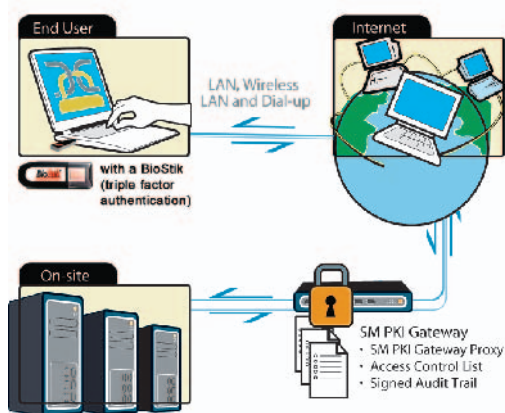 End User
Internet
LAN, Wireless
LAN and Dial-up
BioStik
with a BioStik
(triple factor
authentication)
On-site
SM PKI Gateway
• SM PKI Gateway Proxy
• Access Control List
• Signed Audit Trail